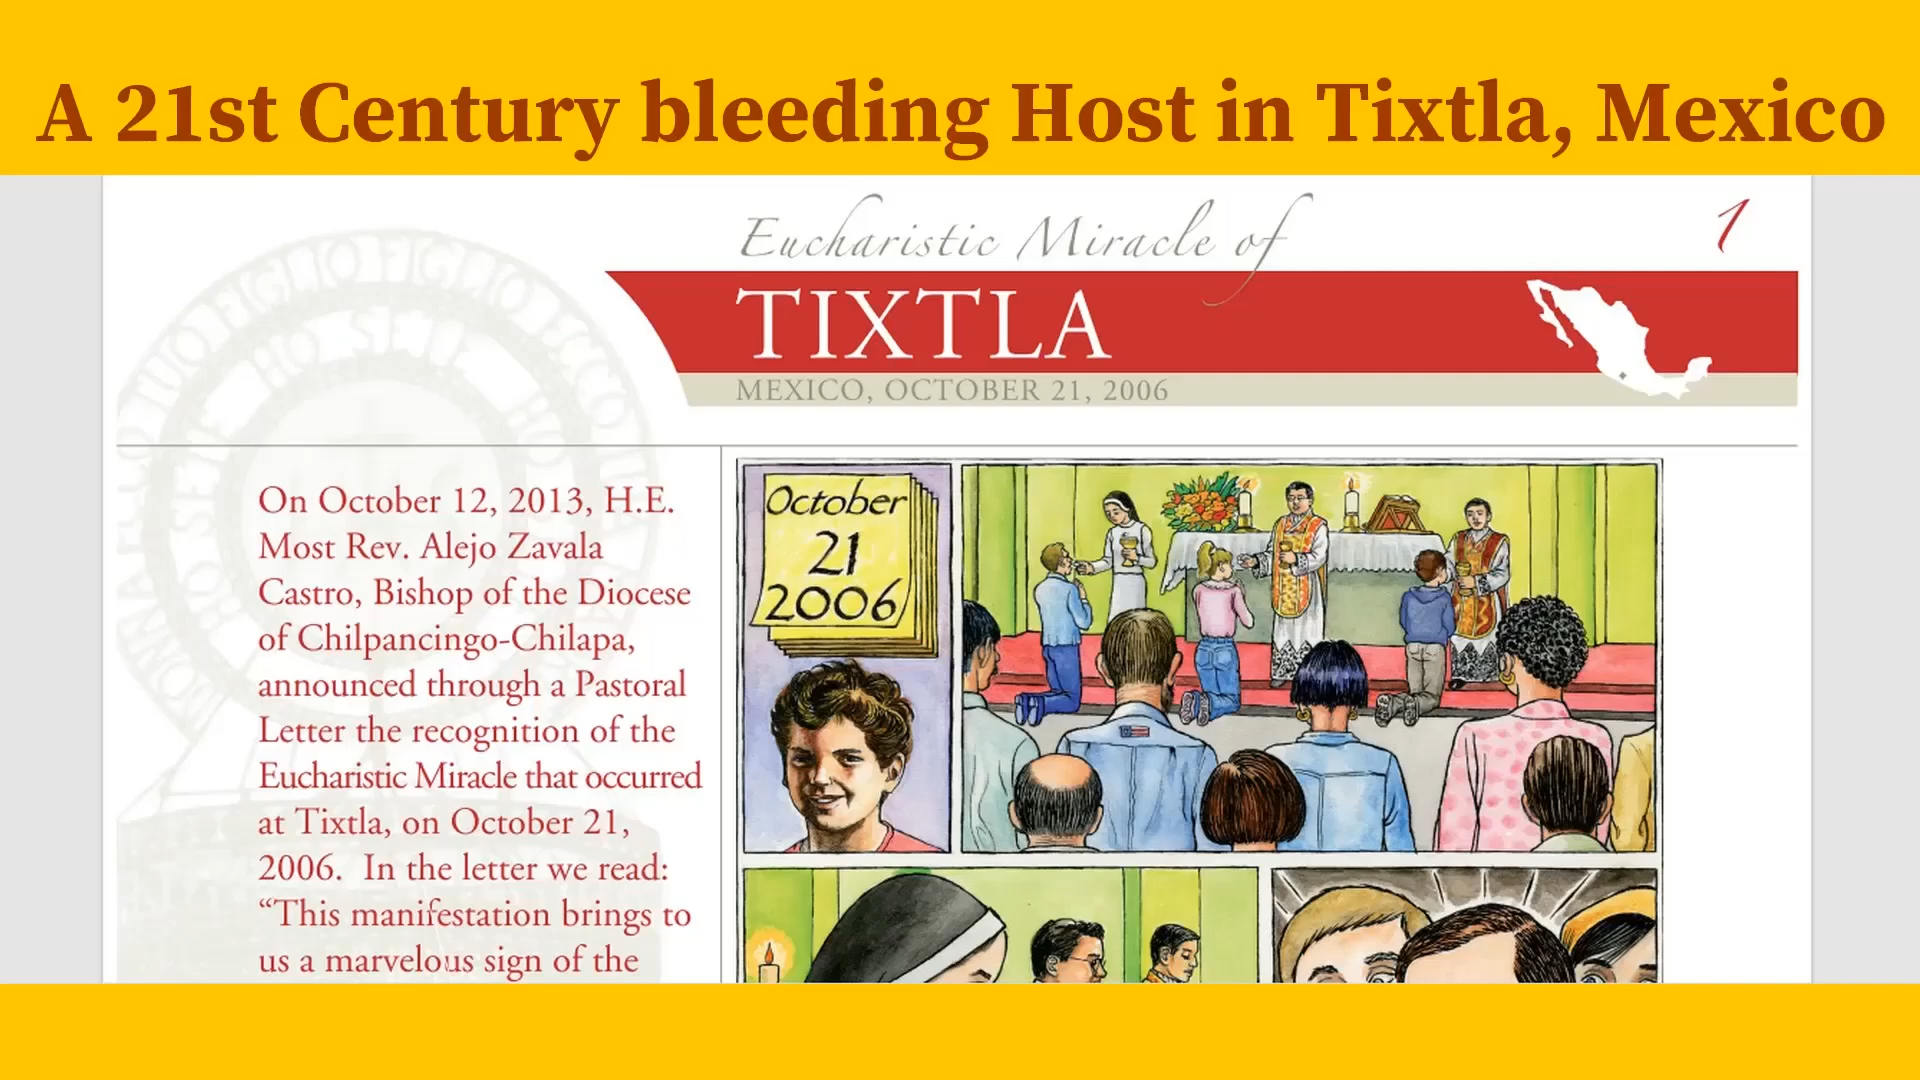 A 21st Century bleeding Host in Tixtla, Mexico
Eucharistic Miracle of
1
TIXTLA
MEXICO, OCTOBER 21, 2006
On October 12, 2013, H.E.
Most Rev. Alejo Zavala
Castro, Bishop of the Diocese
of Chilpancingo-Chilapa,
announced through a Pastoral
Letter the recognition of the
Eucharistic Miracle that occurred
at Tixtla, on October 21,
2006. In the letter we read:
“This manifestation brings to
us a marvelous sign of the
October
21
2006